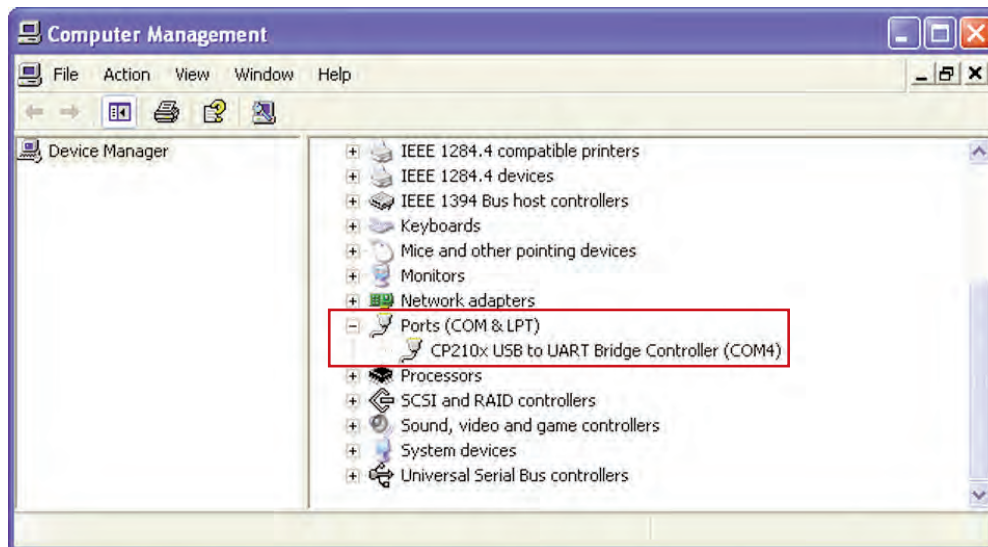 Computer Management
File Action View Window Help
Device Manager
IEEE 1284.4 compatible printers
IEEE 1284.4 devices
IEEE 1394 Bus host controllers
Keyboards
Mice and other pointing devices
Monitors
Network adapters
Ports (COM & LPT)
CP210x USB to UART Bridge Controller (COM4)
Processors
SCSI and RAID controllers
Sound, video and game controllers
System devices
Universal Serial Bus controllers